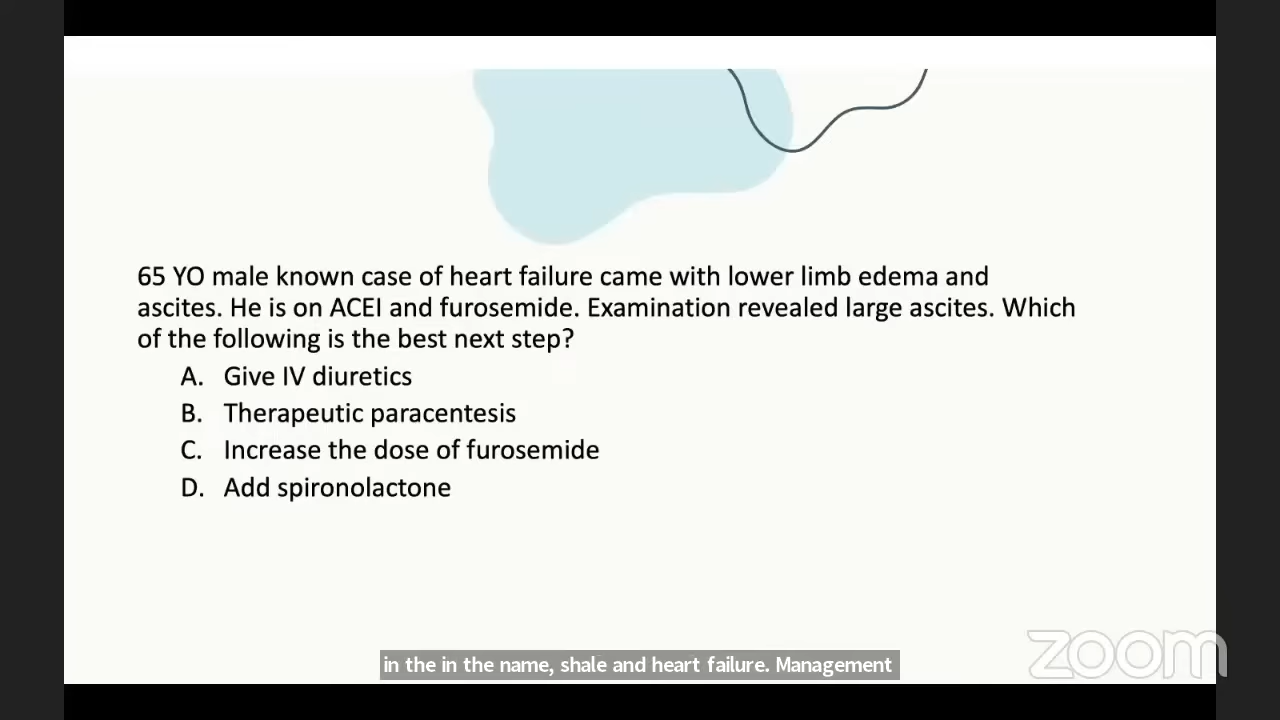 65 YO male known case of heart failure came with lower limb edema and
ascites. He is on ACEI and furosemide. Examination revealed large ascites. Which
of the following is the best next step?
A. Give IV diuretics
B. Therapeutic paracentesis
C. Increase the dose of furosemide
D. Add spironolactone
zoom
in the in the name, shale and heart failure. Management